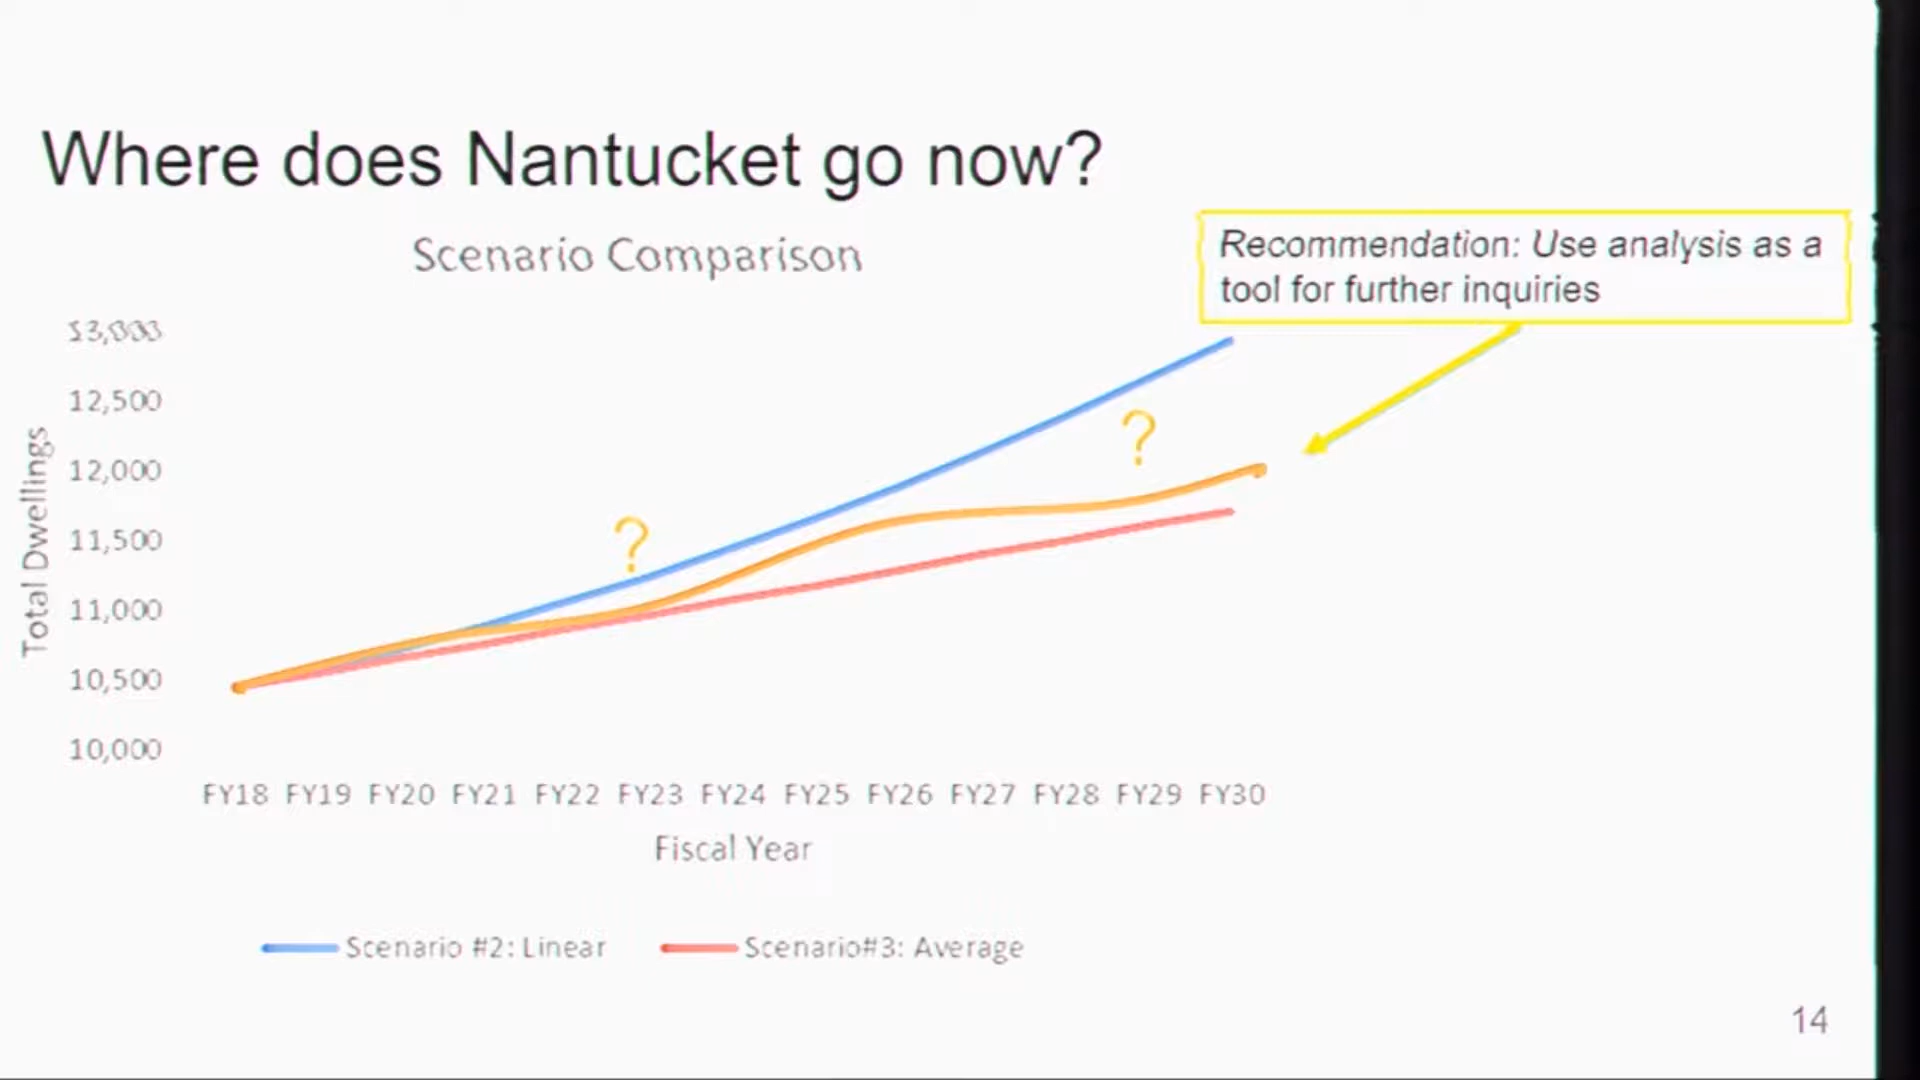 Where does Nantucket go now?
Scenario Comparison
Recommendation: Use analysis as a
tool for further inquiries
13,000
12,500
12,000
11,500
11,000
10,500
10,000
Total Dwellings
?
?
FY18 FY19 FY20 FY21 FY22 FY23 FY24 FY25 FY26 FY27 FY28 FY29 FY30
Fiscal Year
Scenario #2: Linear Scenario#3: Average
14